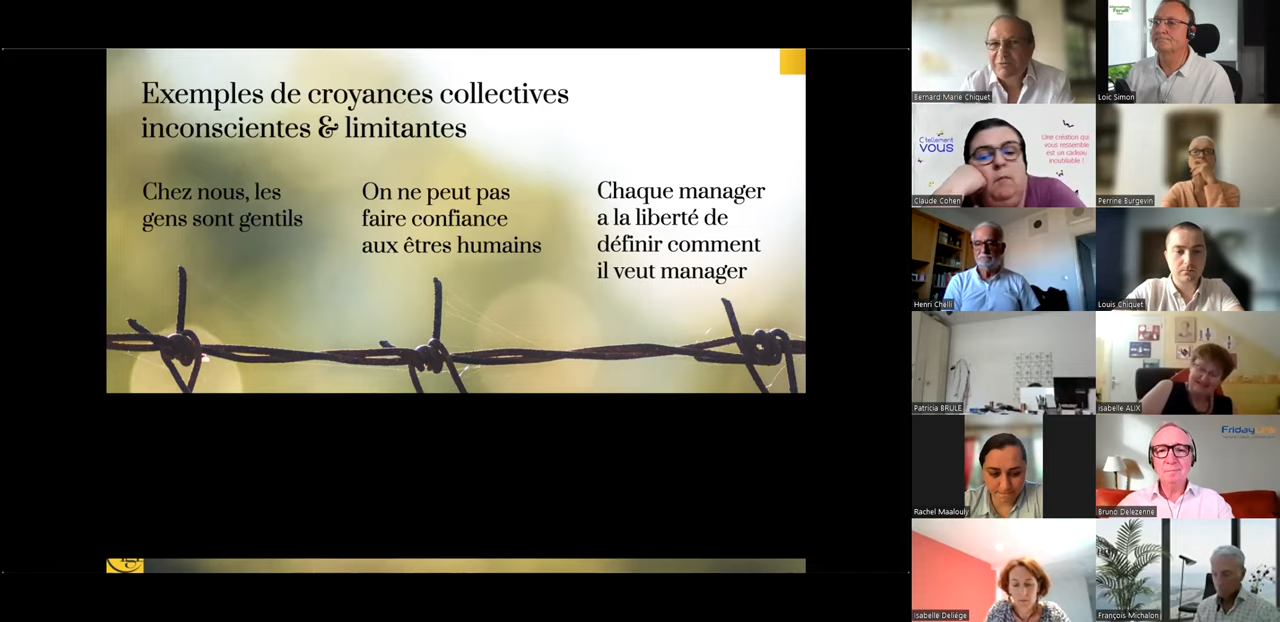 Exemples de croyances collectives
inconscientes & limitantes
Chez nous, les
gens sont gentils
On ne peut pas
faire confiance
aux êtres humains
Chaque manager
a la liberté de
définir comment
il veut manager
Bernard Marie Chiquet
Loic Simon
C'tellement
VOUS
Une création qui
vous ressemble
est un cadeau
inoubliable !
Claude Cohen
Perrine Burgevin
Henri Chelli
Louis Chiquet
Patricia BRULE
isabelle ALIX
Rachel Maalouly
Friday
Bruno Delezenne
Isabelle Deliège
François Michalon